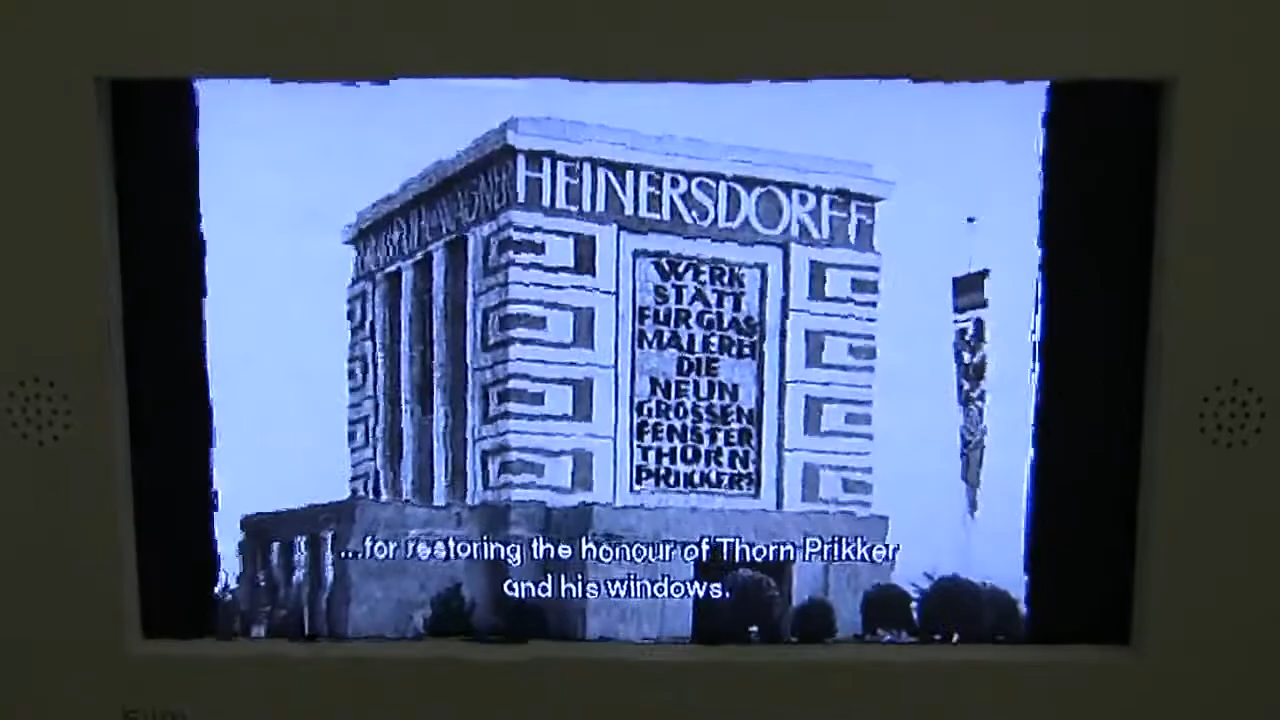 HEINERSDORFF
WERK
STATT
FUR GLAS
MALEREI
DIE
NEUN
GROSSEN
FENSTER
THORN-
PRIKKERS
...for restoring the honour of Thorn Prikker
and his windows.
Film